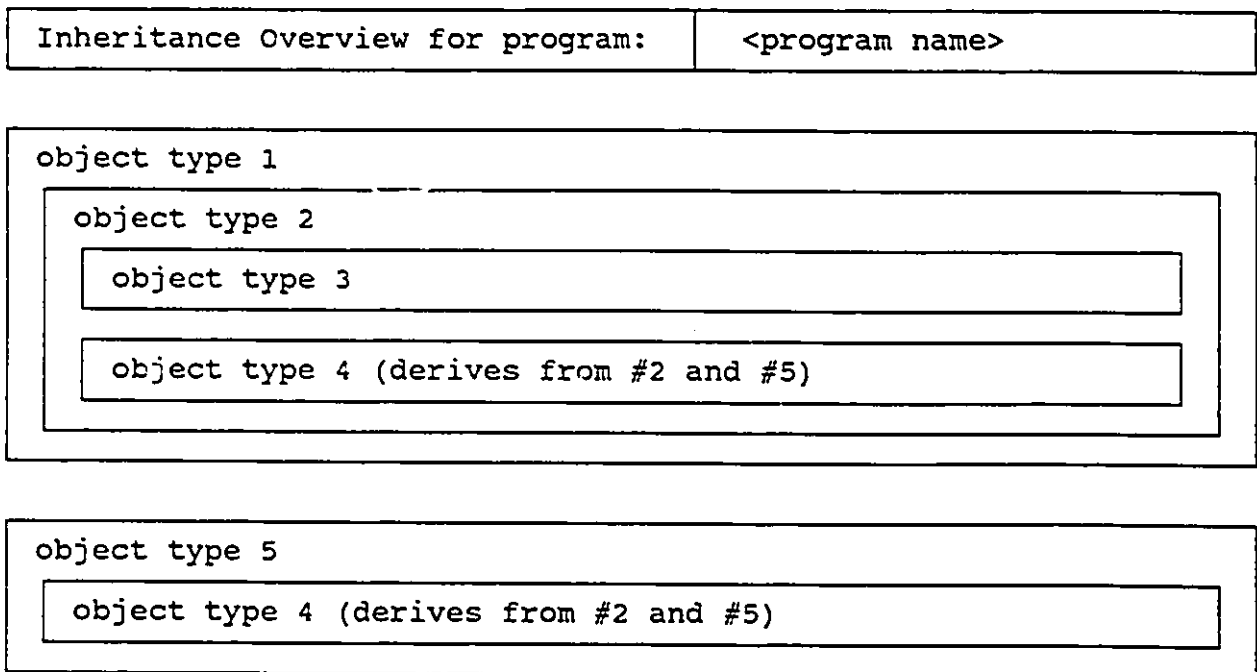 Inheritance Overview for program: <program name>
object type 1
object type 2
object type 3
object type 4 (derives from #2 and #5)
object type 5
object type 4 (derives from #2 and #5)